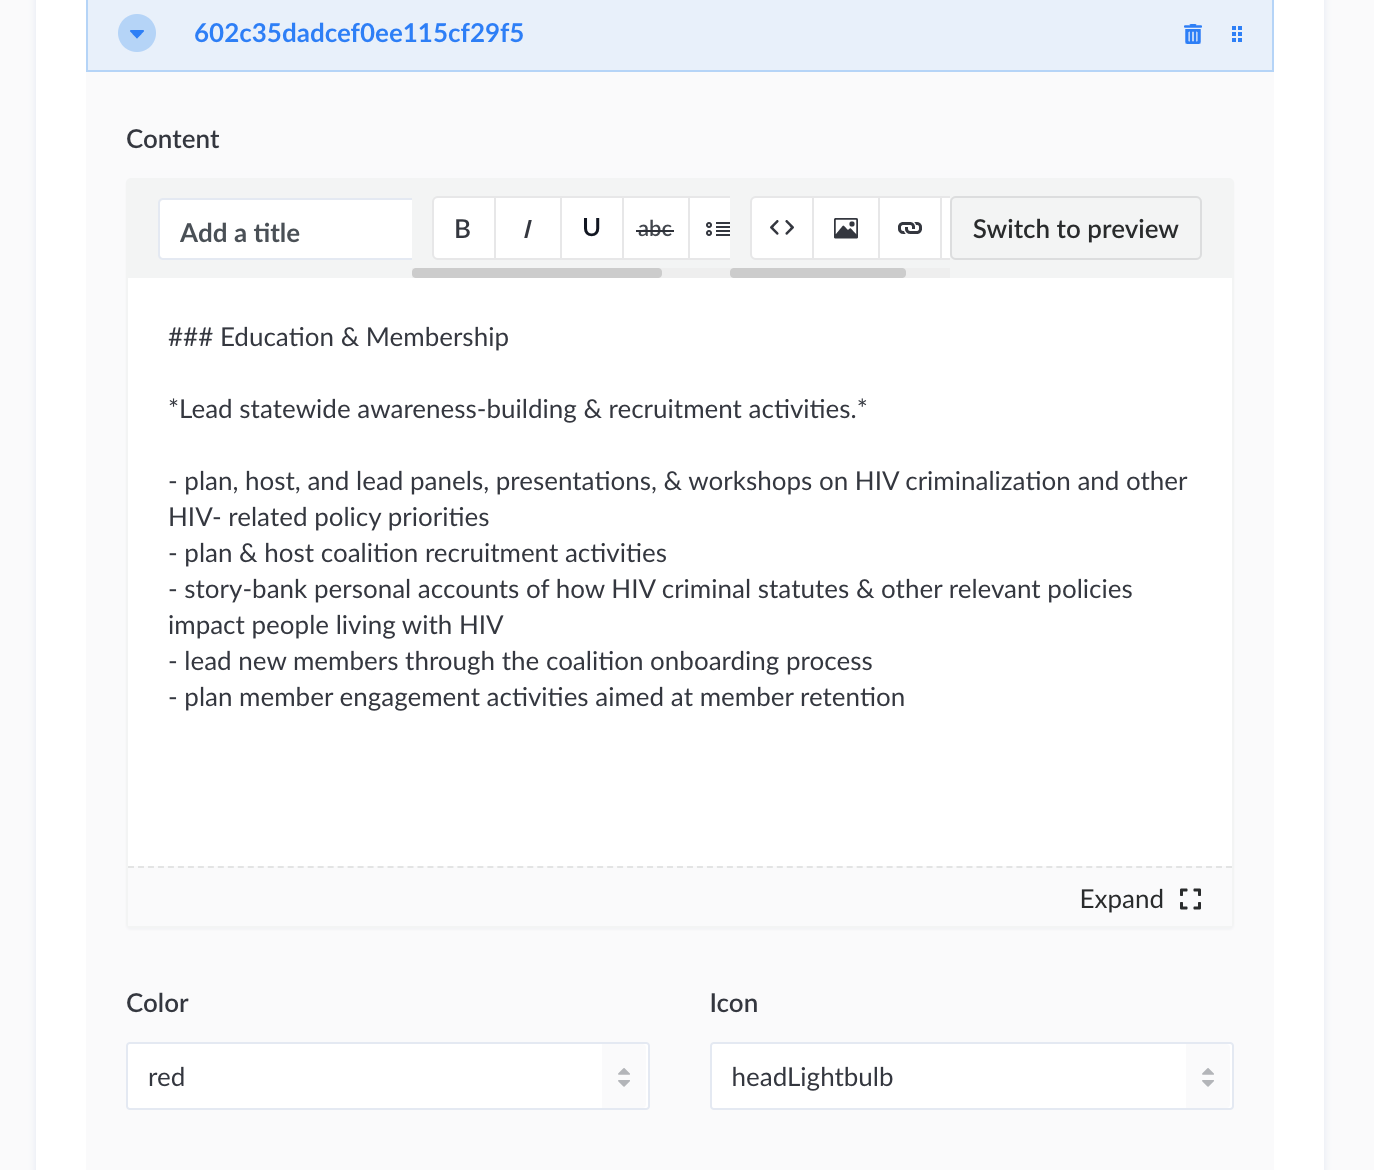 602c35dadcef0ee115cf29f5
Content
Add a title
B I U abc
Switch to preview
### Education & Membership
*Lead statewide awareness-building & recruitment activities.*
- plan, host, and lead panels, presentations, & workshops on HIV criminalization and other
HIV- related policy priorities
- plan & host coalition recruitment activities
- story-bank personal accounts of how HIV criminal statutes & other relevant policies
impact people living with HIV
- lead new members through the coalition onboarding process
- plan member engagement activities aimed at member retention
Expand
Color
Icon
red
headLightbulb